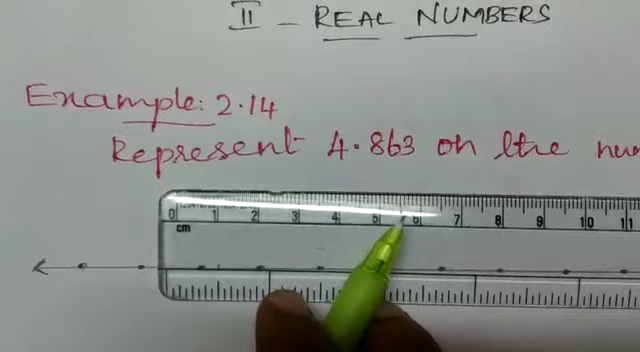 II - REAL NUMBERS
Example: 2.14
Represent 4.863 on the
0 1 2 3 4 5 6 7 8 9 10 11
cm